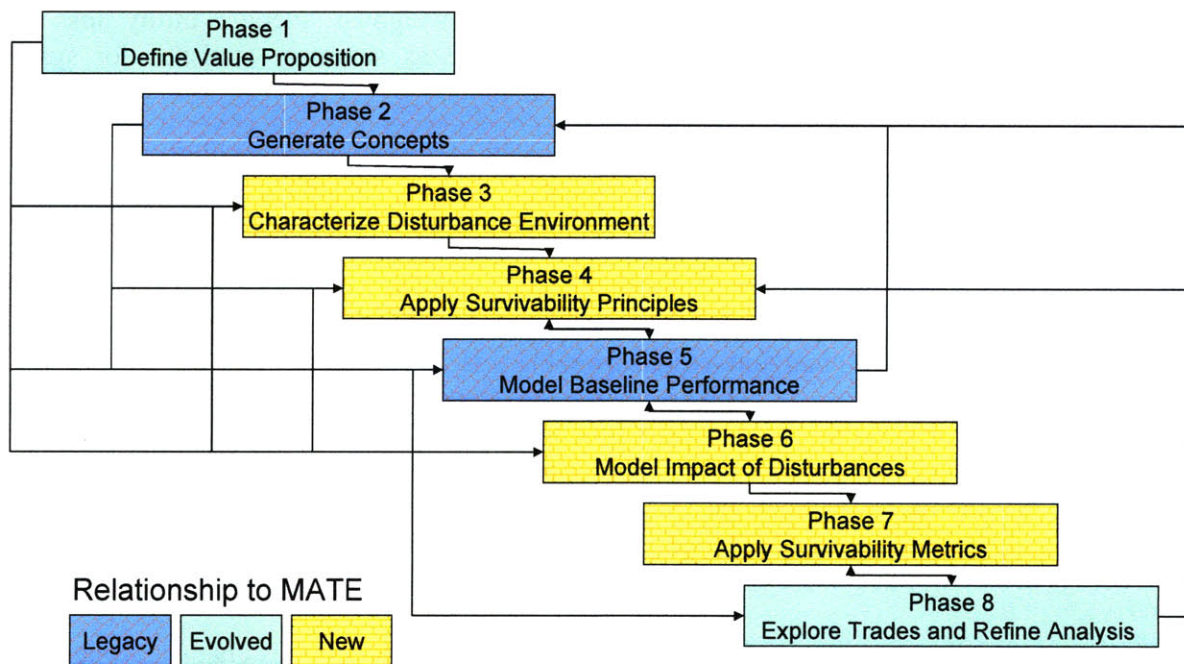 Phase 1
Define Value Proposition
Phase 2
Generate Concepts
Phase 3
Characterize Disturbance Environment
Phase 4
Apply Survivability Principles
Phase 5
Model Baseline Performance
Phase 6
Model Impact of Disturbances
Phase 7
Apply Survivability Metrics
Phase 8
Explore Trades and Refine Analysis
Relationship to MATE
Legacy
Evolved
New